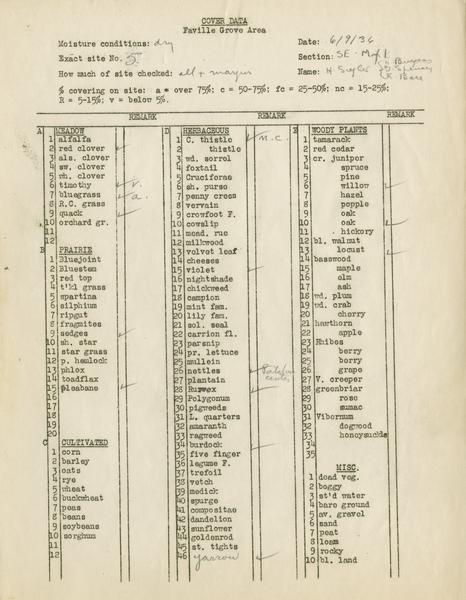 COVER DATA
Faville Grove Area
Moisture conditions: dry
Date: 6/9/36
Exact site No. 5
Section: SE-
How much of site checked: all +
Name: H
% covering on site: a = over 75%; c = 50-75%; fc = 25-50%; nc = 15-25%;
R = 5-15%; v = below 5%.
REMARK
REMARK
REMARK
A MEADOW
1 alfalfa
2 red clover
3 als. clover
4 sw. clover
5 wh. clover
6 timothy v.
7 bluegrass a.
8 R.C. grass
9 quack
10 orchard gr.
11
12
B PRAIRIE
1 Bluejoint
2 Bluestem
3 red top
4 t'kl grass
5 spartina
6 silphium
7 ripgut
8 fragmites
9 sedges
10 sh. star
11 star grass
12 p. hemlock
13 phlox
14 toadflax
15 fleabane
16
17
18
19
20
C CULTIVATED
1 corn
2 barley
3 oats
4 rye
5 wheat
6 buckwheat
7 peas
8 beans
9 soybeans
10 sorghum
11
12
D HERBACEOUS
1 C. thistle n.c.
2 thistle
3 wd. sorrel
4 foxtail
5 Cruciferae
6 sh. purse
7 penny cress
8 vervain
9 crowfoot F.
10 cowslip
11 mead. rue
12 milkweed
13 velvet leaf
14 cheeses
15 violet
16 nightshade
17 chickweed
18 campion
19 mint fam.
20 lily fam.
21 sol. seal
22 carrion fl.
23 parsnip
24 pr. lettuce
25 mullein
26 nettles
27 plantain
28 Rumex
29 Polygonum
30 pigweeds
31 L. quarters
32 amaranth
33 ragweed
34 burdock
35 five finger
36 legume F.
37 trefoil
38 vetch
39 medick
40 spurge
41 compositae
42 dandelion
43 sunflower
44 goldenrod
45 st. tights
46 yarrow
E WOODY PLANTS
1 tamarack
2 red cedar
3 cr. juniper
4 spruce
5 pine
6 willow
7 hazel
8 popple
9 oak
10 oak
11 hickory
12 bl. walnut
13 locust
14 basswood
15 maple
16 elm
17 ash
18 wd. plum
19 wd. crab
20 cherry
21 hawthorn
22 apple
23 Rhibes
24 berry
25 berry
26 grape
27 V. creeper
28 greenbriar
29 rose
30 sumac
31 Vibornum
32 dogwood
33 honeysuckle
34
35
MISC.
1 dead veg.
2 boggy
3 st'd water
4 bare ground
5 av. gravel
6 sand
7 peat
8 loam
9 rocky
10 bl. land